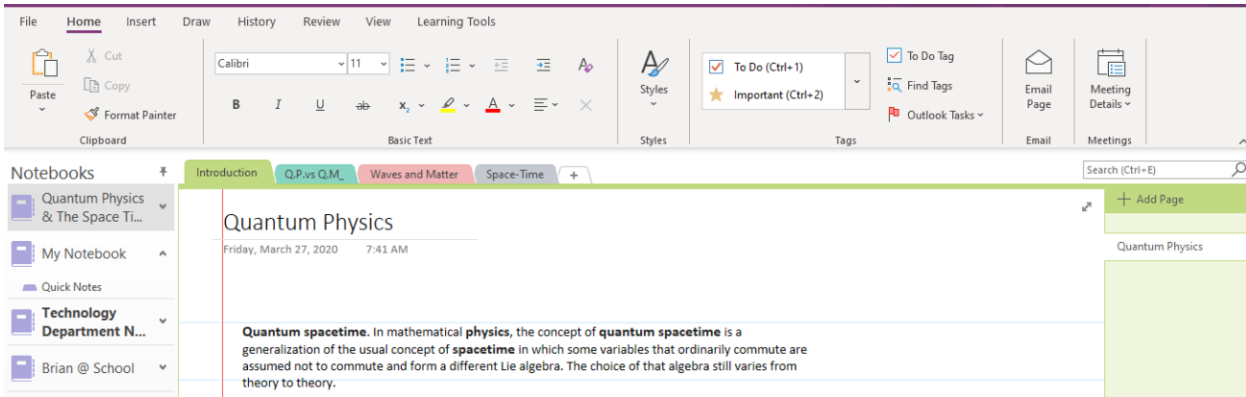 File Home Insert Draw History Review View Learning Tools
Paste
Cut
Copy
Format Painter
Clipboard
Calibri 11
B I U ab x₂ A
Basic Text
Styles
Styles
To Do (Ctrl+1)
Important (Ctrl+2)
To Do Tag
Find Tags
Outlook Tasks
Tags
Email
Page
Email
Meeting
Details
Meetings
Notebooks
Quantum Physics
& The Space Ti...
My Notebook
Quick Notes
Technology
Department N...
Brian @ School
Introduction Q.P.vs Q.M_ Waves and Matter Space-Time +
Search (Ctrl+E)
Quantum Physics
Friday, March 27, 2020 7:41 AM
Quantum spacetime. In mathematical physics, the concept of quantum spacetime is a
generalization of the usual concept of spacetime in which some variables that ordinarily commute are
assumed not to commute and form a different Lie algebra. The choice of that algebra still varies from
theory to theory.
+ Add Page
Quantum Physics